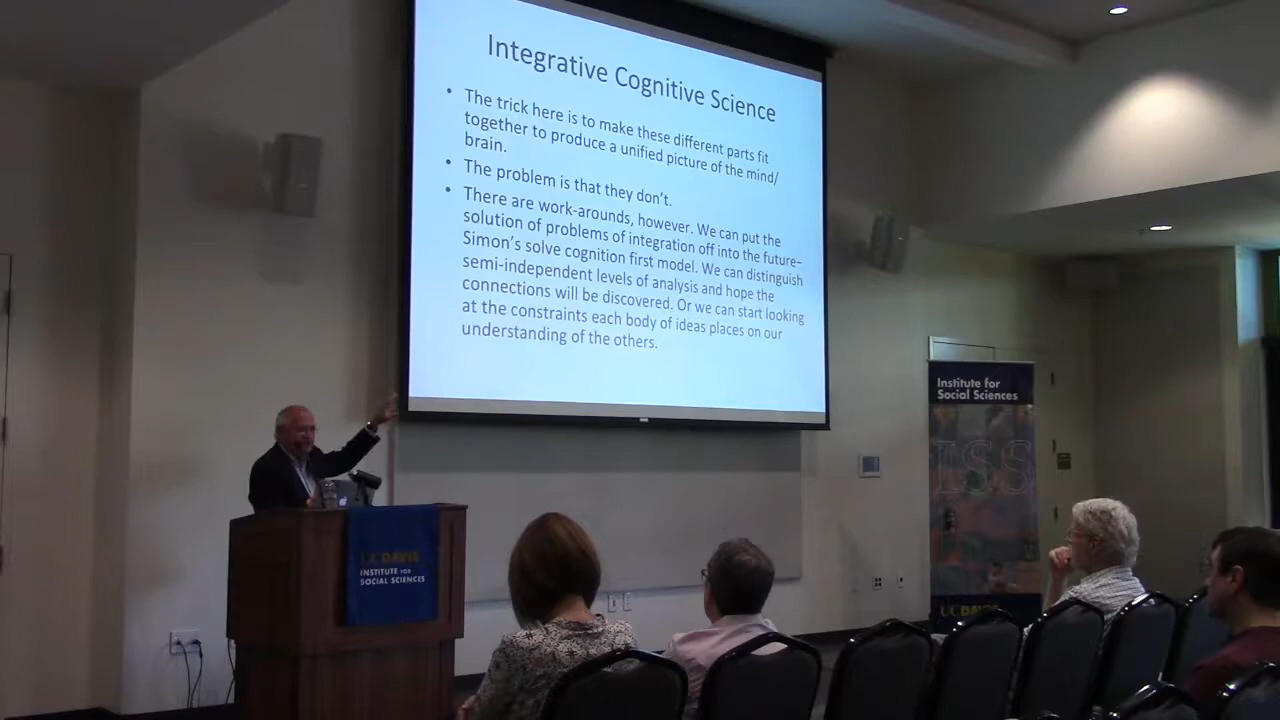 Integrative Cognitive Science
• The trick here is to make these different parts fit
together to produce a unified picture of the mind/
brain.
• The problem is that they don't.
• There are work-arounds, however. We can put the
solution of problems of integration off into the future–
Simon's solve cognition first model. We can distinguish
semi-independent levels of analysis and hope the
connections will be discovered. Or we can start looking
at the constraints each body of ideas places on our
understanding of the others.
Institute for
Social Sciences
ISS
UC DAVIS
UC DAVIS
INSTITUTE FOR
SOCIAL SCIENCES